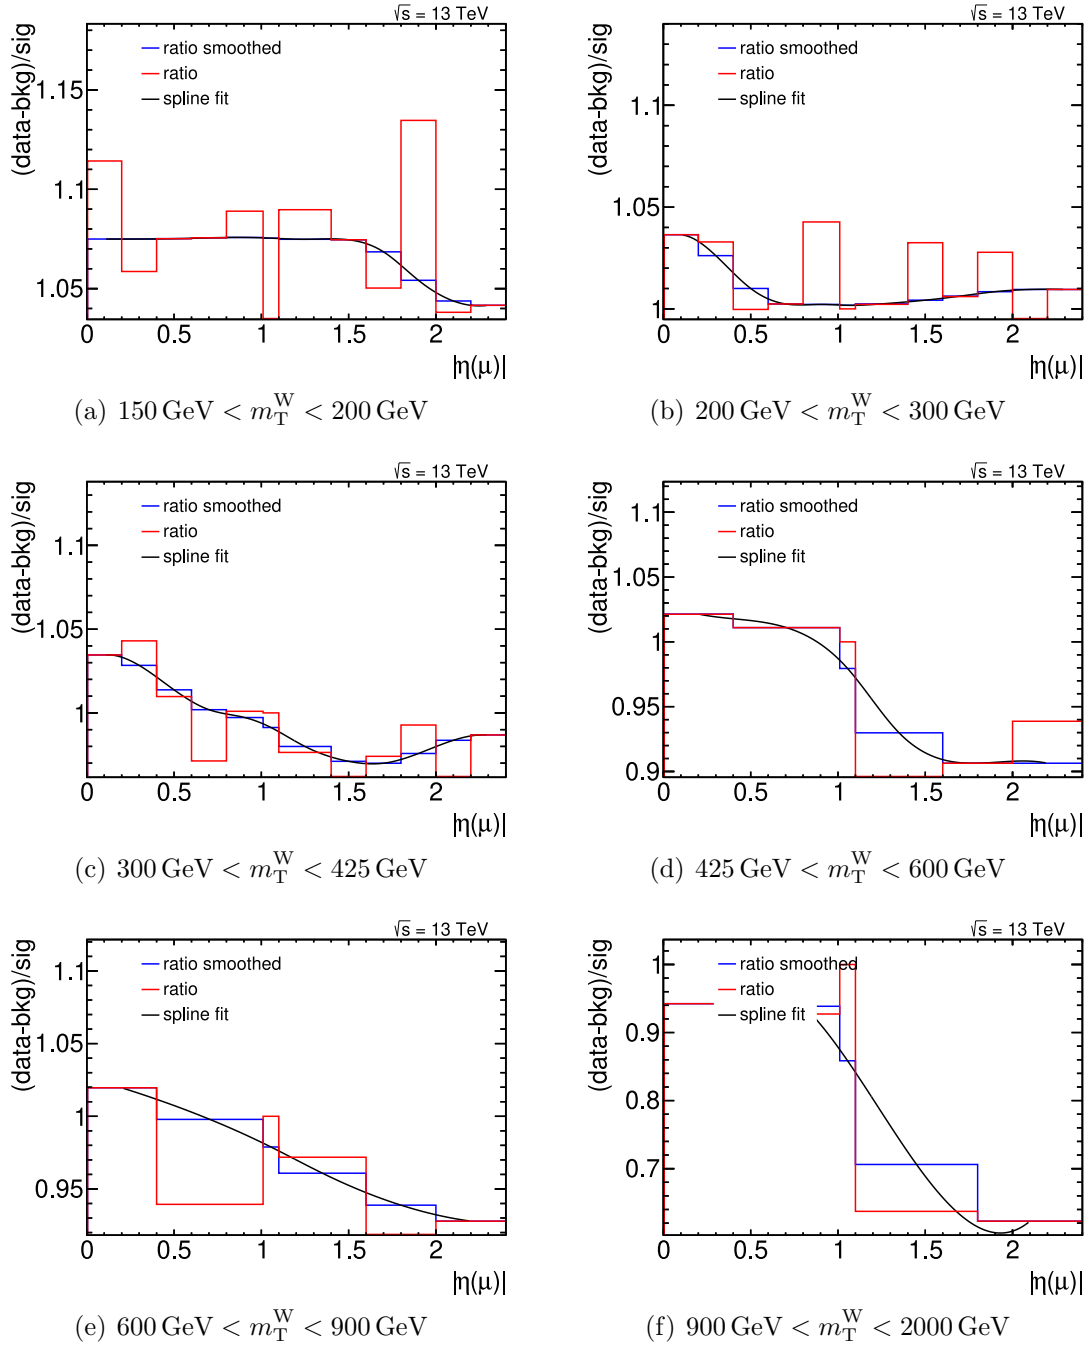 √s = 13 TeV
(data-bkg)/sig
ratio smoothed
ratio
spline fit
1.15
1.1
1.05
0 0.5 1 1.5 2
|η(μ)|
(a) 150 GeV < m_T^W < 200 GeV
√s = 13 TeV
(data-bkg)/sig
ratio smoothed
ratio
spline fit
1.1
1.05
1
0 0.5 1 1.5 2
|η(μ)|
(b) 200 GeV < m_T^W < 300 GeV
√s = 13 TeV
(data-bkg)/sig
ratio smoothed
ratio
spline fit
1.1
1.05
1
0 0.5 1 1.5 2
|η(μ)|
(c) 300 GeV < m_T^W < 425 GeV
√s = 13 TeV
(data-bkg)/sig
ratio smoothed
ratio
spline fit
1.1
1.05
1
0.95
0.9
0 0.5 1 1.5 2
|η(μ)|
(d) 425 GeV < m_T^W < 600 GeV
√s = 13 TeV
(data-bkg)/sig
ratio smoothed
ratio
spline fit
1.1
1.05
1
0.95
0 0.5 1 1.5 2
|η(μ)|
(e) 600 GeV < m_T^W < 900 GeV
√s = 13 TeV
(data-bkg)/sig
ratio smoothed
ratio
spline fit
1
0.9
0.8
0.7
0 0.5 1 1.5 2
|η(μ)|
(f) 900 GeV < m_T^W < 2000 GeV